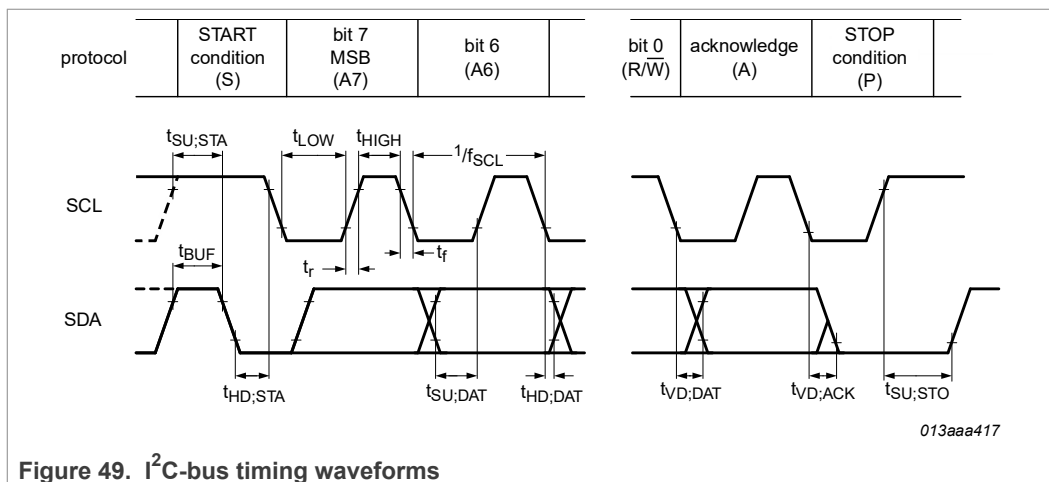 protocol
START
condition
(S)
bit 7
MSB
(A7)
bit 6
(A6)
bit 0
(R/W̅)
acknowledge
(A)
STOP
condition
(P)
tSU;STA
tLOW
tHIGH
1/fSCL
SCL
tBUF
tr
tf
SDA
tHD;STA
tSU;DAT
tHD;DAT
tVD;DAT
tVD;ACK
tSU;STO
013aaa417
Figure 49. I²C-bus timing waveforms